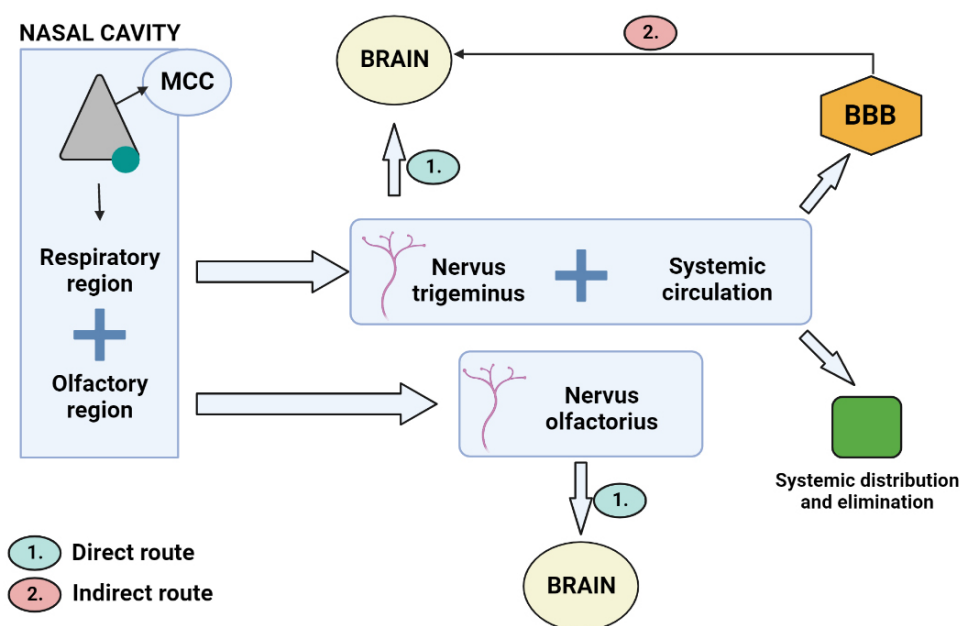 NASAL CAVITY
MCC
Respiratory
region
Olfactory
region
BRAIN
1.
2.
BBB
Nervus
trigeminus
Systemic
circulation
Nervus
olfactorius
1.
BRAIN
Systemic distribution
and elimination
1. Direct route
2. Indirect route